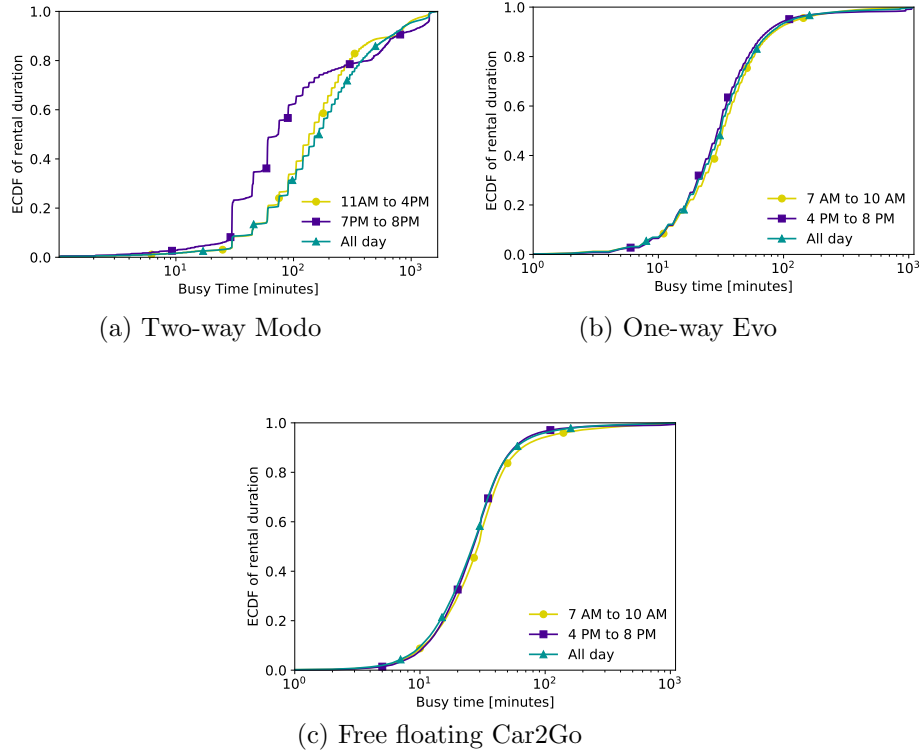 ECDF of rental duration
1.0
0.8
0.6
0.4
0.2
0.0
11AM to 4PM
7PM to 8PM
All day
10¹ 10² 10³
Busy Time [minutes]
(a) Two-way Modo
ECDF of rental duration
1.0
0.8
0.6
0.4
0.2
0.0
7 AM to 10 AM
4 PM to 8 PM
All day
10⁰ 10¹ 10² 10³
Busy time [minutes]
(b) One-way Evo
ECDF of rental duration
1.0
0.8
0.6
0.4
0.2
0.0
7 AM to 10 AM
4 PM to 8 PM
All day
10⁰ 10¹ 10² 10³
Busy time [minutes]
(c) Free floating Car2Go